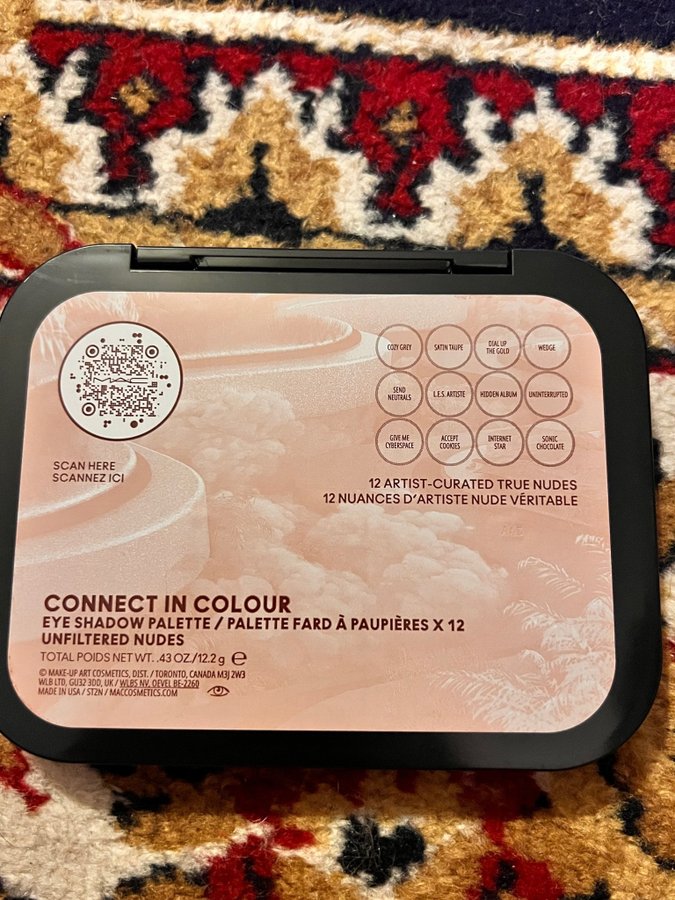 COZY GREY
SATIN TAUPE
DIAL UP
THE GOLD
WEDGE
SEND
NEUTRALS
L.E.S. ARTISTE
HIDDEN ALBUM
UNINTERRUPTED
GIVE ME
CYBERSPACE
ACCEPT
COOKIES
INTERNET
STAR
SONIC
CHOCOLATE
MAC
SCAN HERE
SCANNEZ ICI
12 ARTIST-CURATED TRUE NUDES
12 NUANCES D'ARTISTE NUDE VÉRITABLE
CONNECT IN COLOUR
EYE SHADOW PALETTE / PALETTE FARD À PAUPIÈRES X 12
UNFILTERED NUDES
TOTAL POIDS NET WT. .43 OZ./12.2 g e
© MAKE-UP ART COSMETICS, DIST. / TORONTO, CANADA M3J 2W3
WLB LTD, GU32 3DD, UK / WLBS NV, OEVEL BE-2260
MADE IN USA / ST2N / MACCOSMETICS.COM